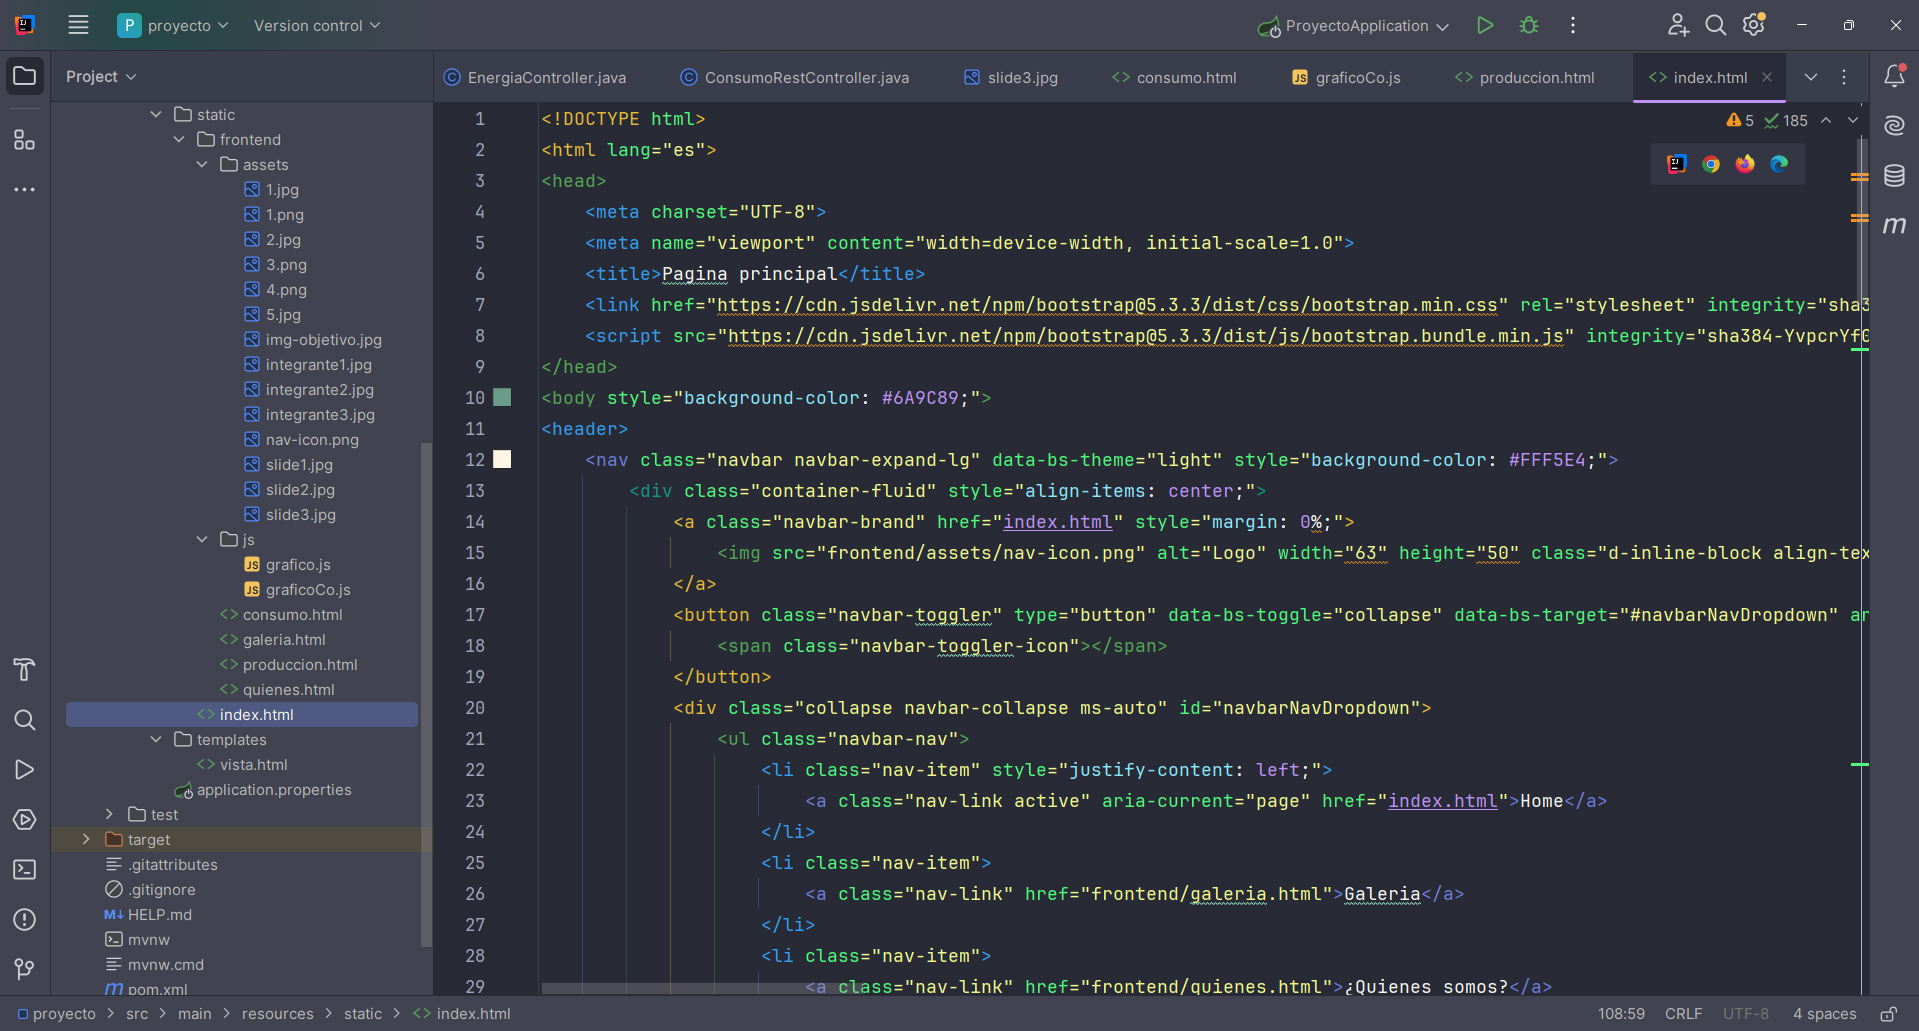 P proyecto Version control ProyectoApplication
Project
EnergiaController.java ConsumoRestController.java slide3.jpg consumo.html graficoCo.js produccion.html index.html
static
frontend
assets
1.jpg
1.png
2.jpg
3.png
4.png
5.jpg
img-objetivo.jpg
integrante1.jpg
integrante2.jpg
integrante3.jpg
nav-icon.png
slide1.jpg
slide2.jpg
slide3.jpg
js
grafico.js
graficoCo.js
consumo.html
galeria.html
produccion.html
quienes.html
index.html
templates
vista.html
application.properties
test
target
.gitattributes
.gitignore
HELP.md
mvnw
mvnw.cmd
pom.xml
5 185
1 <!DOCTYPE html>
2 <html lang="es">
3 <head>
4 <meta charset="UTF-8">
5 <meta name="viewport" content="width=device-width, initial-scale=1.0">
6 <title>Pagina principal</title>
7 <link href="https://cdn.jsdelivr.net/npm/bootstrap@5.3.3/dist/css/bootstrap.min.css" rel="stylesheet" integrity="sha3
8 <script src="https://cdn.jsdelivr.net/npm/bootstrap@5.3.3/dist/js/bootstrap.bundle.min.js" integrity="sha384-YvpcrYf0
9 </head>
10 <body style="background-color: #6A9C89;">
11 <header>
12 <nav class="navbar navbar-expand-lg" data-bs-theme="light" style="background-color: #FFF5E4;">
13 <div class="container-fluid" style="align-items: center;">
14 <a class="navbar-brand" href="index.html" style="margin: 0%;">
15 <img src="frontend/assets/nav-icon.png" alt="Logo" width="63" height="50" class="d-inline-block align-tex
16 </a>
17 <button class="navbar-toggler" type="button" data-bs-toggle="collapse" data-bs-target="#navbarNavDropdown" ar
18 <span class="navbar-toggler-icon"></span>
19 </button>
20 <div class="collapse navbar-collapse ms-auto" id="navbarNavDropdown">
21 <ul class="navbar-nav">
22 <li class="nav-item" style="justify-content: left;">
23 <a class="nav-link active" aria-current="page" href="index.html">Home</a>
24 </li>
25 <li class="nav-item">
26 <a class="nav-link" href="frontend/galeria.html">Galeria</a>
27 </li>
28 <li class="nav-item">
29 <a class="nav-link" href="frontend/quienes.html">¿Quienes somos?</a>
proyecto > src > main > resources > static > index.html 108:59 CRLF UTF-8 4 spaces